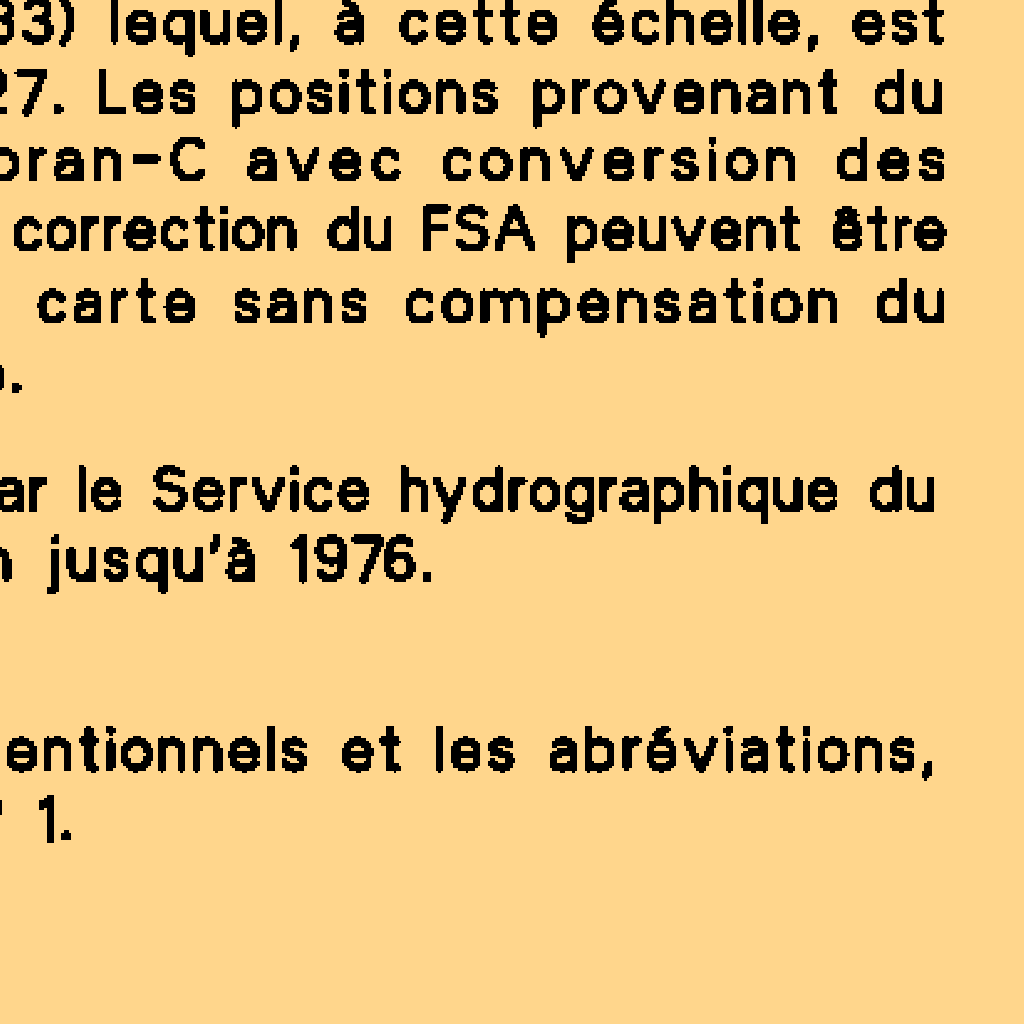 83) lequel, à cette échelle, est
27. Les positions provenant du
oran-C avec conversion des
correction du FSA peuvent être
carte sans compensation du
ar le Service hydrographique du
jusqu'à 1976.
entionnels et les abréviations,
1.